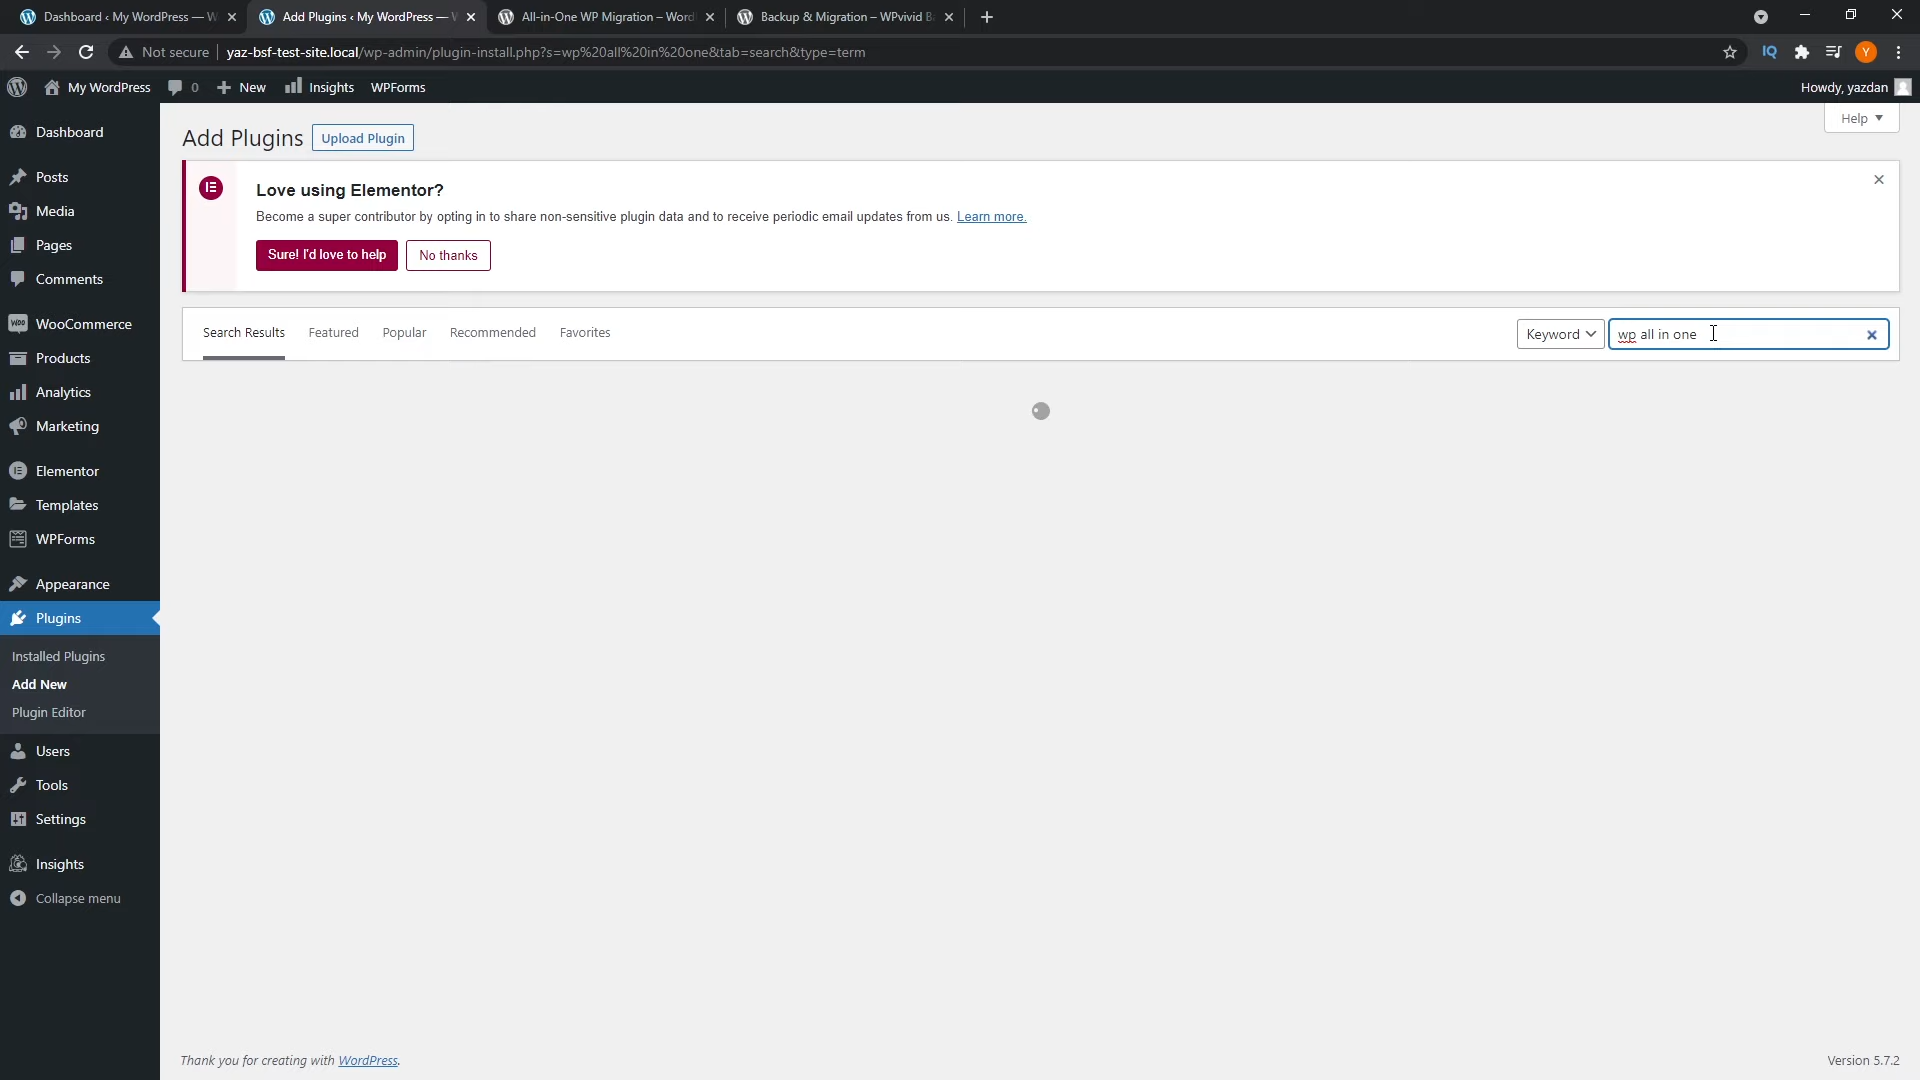 Dashboard ‹ My WordPress — W
Add Plugins ‹ My WordPress —
All-in-One WP Migration – Word
Backup & Migration – WPvivid B
Not secure
yaz-bsf-test-site.local/wp-admin/plugin-install.php?s=wp%20all%20in%20one&tab=search&type=term
IQ
Y
My WordPress
0
New
Insights
WPForms
Howdy, yazdan
Dashboard
Posts
Media
Pages
Comments
WooCommerce
Products
Analytics
Marketing
Elementor
Templates
WPForms
Appearance
Plugins
Installed Plugins
Add New
Plugin Editor
Users
Tools
Settings
Insights
Collapse menu
Help
Add Plugins
Upload Plugin
Love using Elementor?
Become a super contributor by opting in to share non-sensitive plugin data and to receive periodic email updates from us. Learn more.
Sure! I'd love to help
No thanks
Search Results
Featured
Popular
Recommended
Favorites
Keyword
wp all in one
Thank you for creating with WordPress.
Version 5.7.2